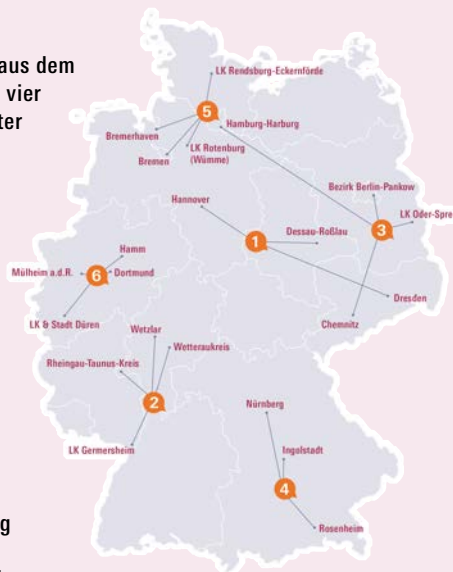 aus dem
vier
ter
LK Rendsburg-Eckernförde
5
Hamburg-Harburg
Bremerhaven
LK Rotenburg
(Wümme)
Bremen
Bezirk Berlin-Pankow
Hannover
LK Oder-Spre
3
Dessau-Roßlau
1
Hamm
6
Mülheim a.d.R.
Dortmund
Dresden
LK & Stadt Düren
Chemnitz
Wetzlar
Wetteraukreis
Rheingau-Taunus-Kreis
2
Nürnberg
LK Germersheim
Ingolstadt
4
g
Rosenheim